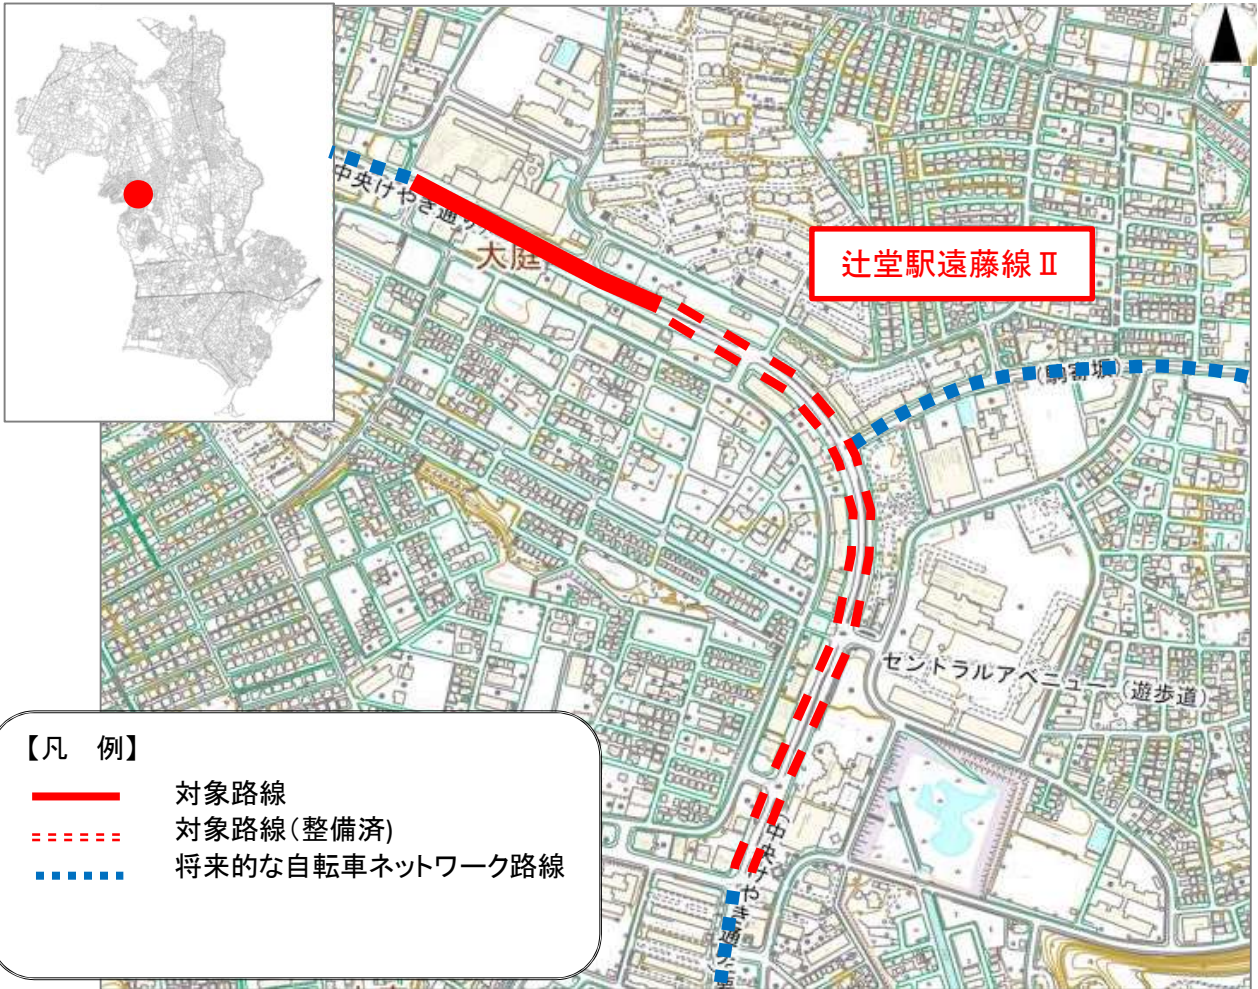 中央けやき通り
大庭
辻堂駅遠藤線Ⅱ
(駒寄坂)
セントラルアベニュー (遊歩道)
中央けやき通り
【凡　例】
対象路線
対象路線(整備済)
将来的な自転車ネットワーク路線